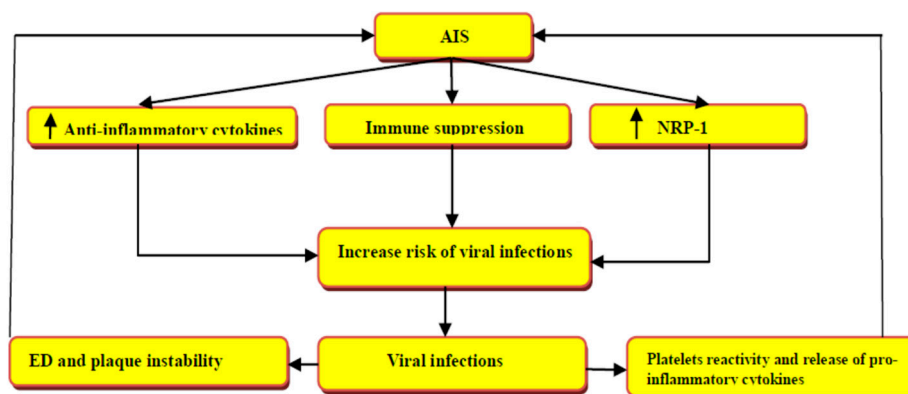 AIS
Anti-inflammatory cytokines
Immune suppression
NRP-1
Increase risk of viral infections
ED and plaque instability
Viral infections
Platelets reactivity and release of pro-
inflammatory cytokines